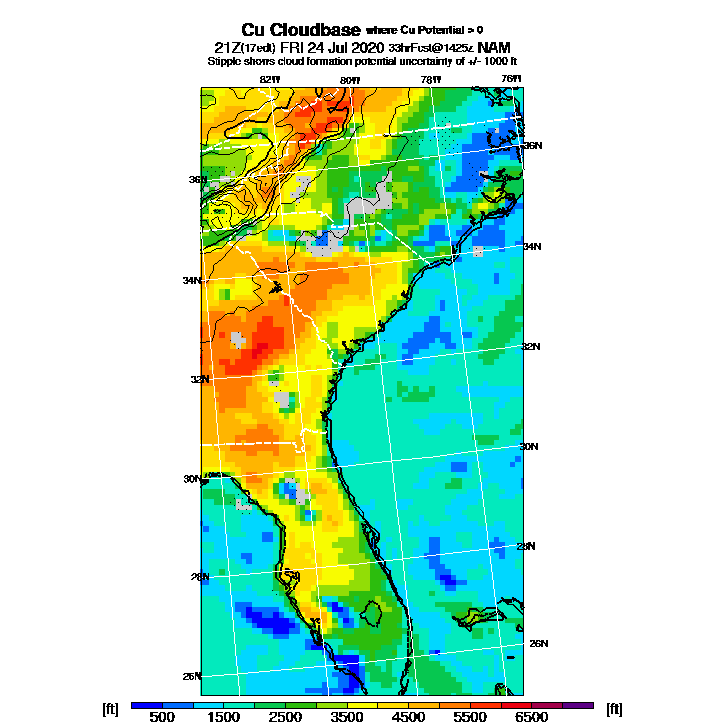 Cu Cloudbase where Cu Potential > 0
21Z(17edt) FRI 24 Jul 2020 33hrFcst@1425z NAM
Stipple shows cloud formation potential uncertainty of +/- 1000 ft
82W 80W 78W 76W
36N 36N
34N 34N
32N 32N
30N 30N
28N 28N
26N 26N
[ft] 500 1500 2500 3500 4500 5500 6500 [ft]